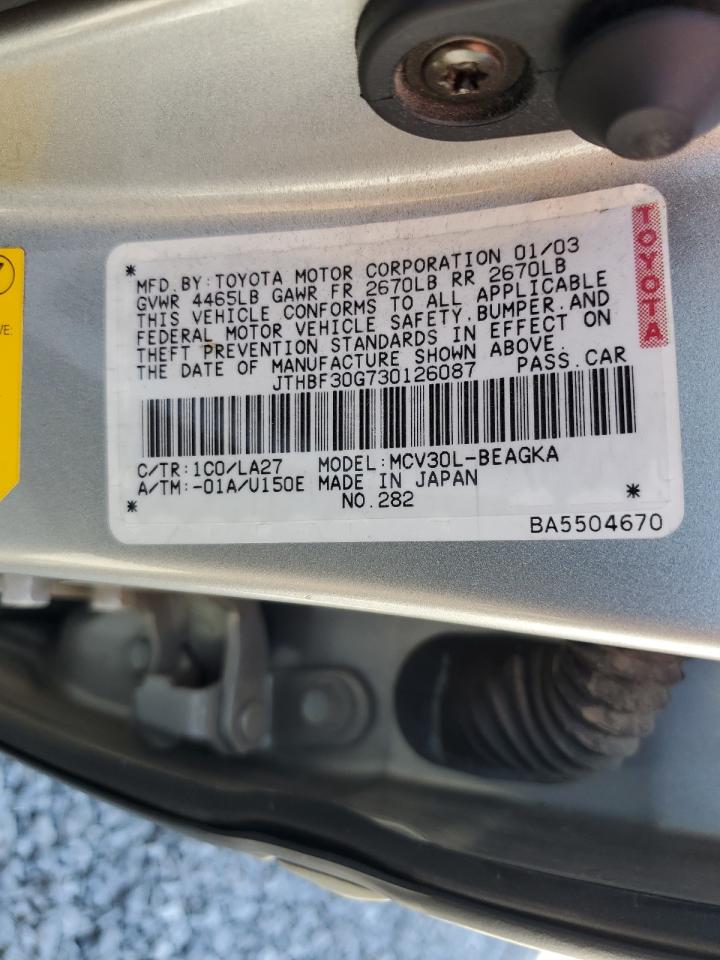 MFD.BY:TOYOTA MOTOR CORPORATION 01/03
GVWR 4465LB GAWR FR 2670LB RR 2670LB
THIS VEHICLE CONFORMS TO ALL APPLICABLE
FEDERAL MOTOR VEHICLE SAFETY,BUMPER,AND
THEFT PREVENTION STANDARDS IN EFFECT ON
THE DATE OF MANUFACTURE SHOWN ABOVE.
JTHBF30G730126087 PASS.CAR
C/TR:1C0/LA27 MODEL:MCV30L-BEAGKA
A/TM:-01A/U150E MADE IN JAPAN
NO.282
BA5504670
TOYOTA